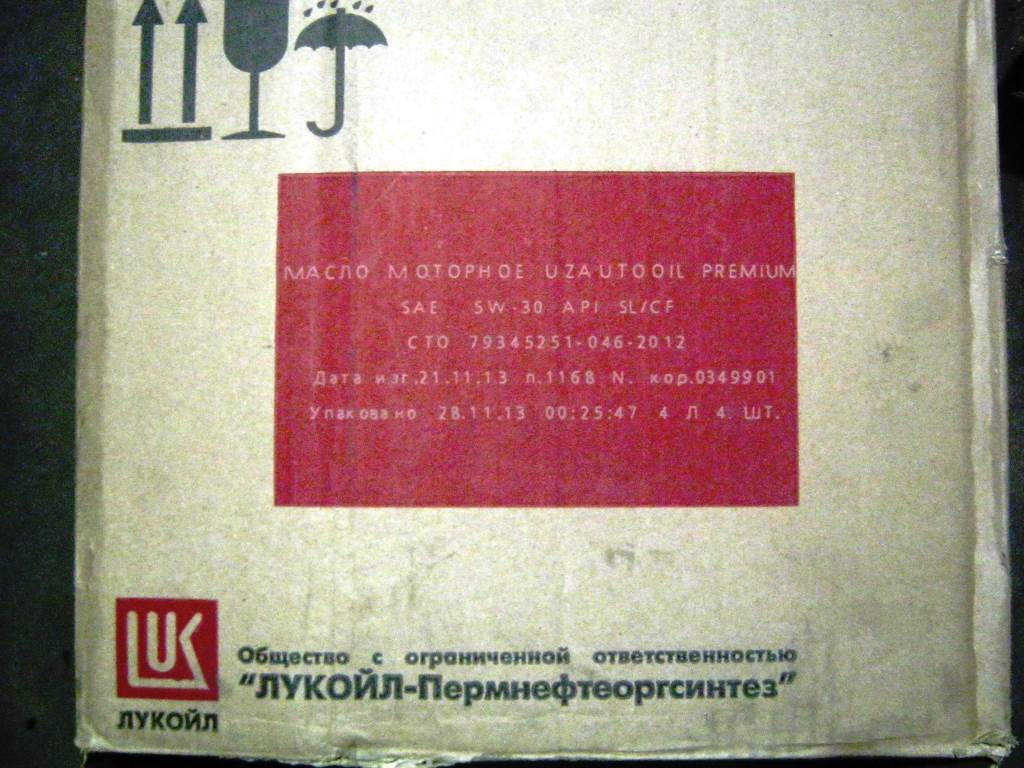 МАСЛО МОТОРНОЕ UZAUTOOIL PREMIUM
SAE 5W-30 API SL/CF
СТО 79345251-046-2012
Дата изг.21.11.13 п.1168 N. кор.0349901
Упаковано 28.11.13 00:25:47 4 Л 4 ШТ.
LUK
ЛУКОЙЛ
Общество с ограниченной ответственностью
"ЛУКОЙЛ-Пермнефтеоргсинтез"